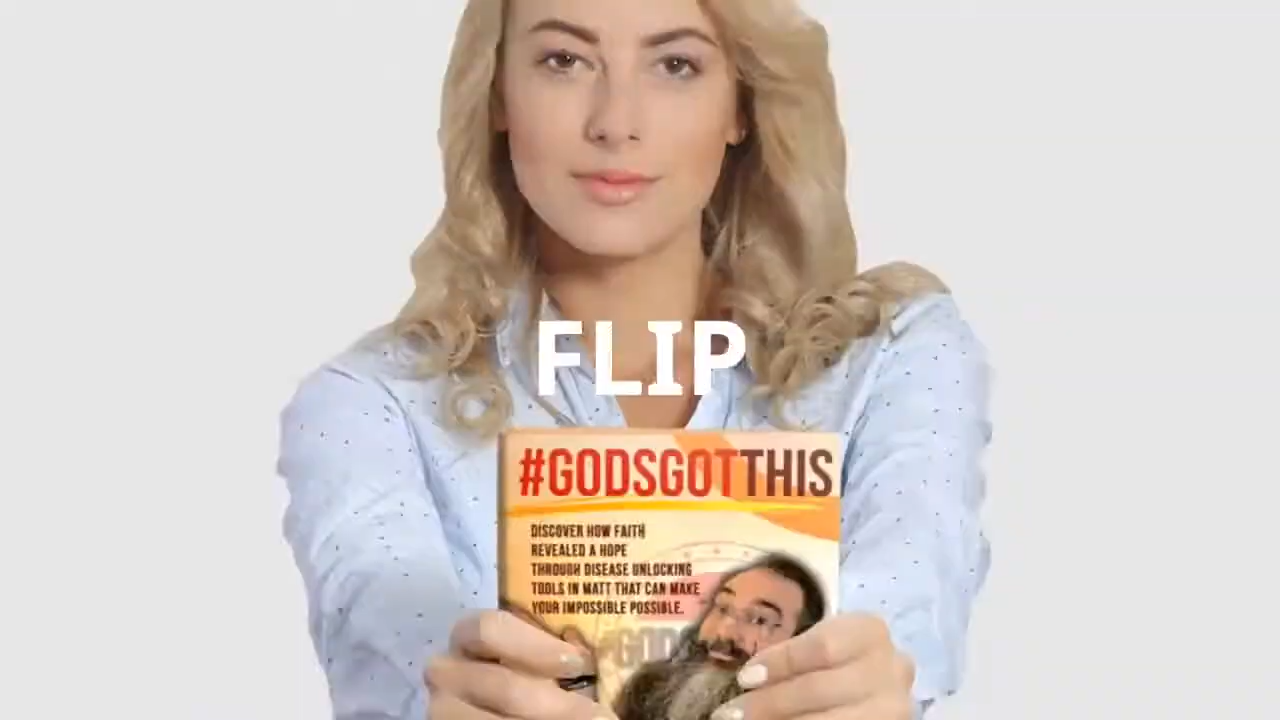 FLIP
#GODSGOTTHIS
DISCOVER HOW FAITH
REVEALED A HOPE
THROUGH DISEASE UNLOCKING
TOOLS IN MATT THAT CAN MAKE
YOUR IMPOSSIBLE POSSIBLE.